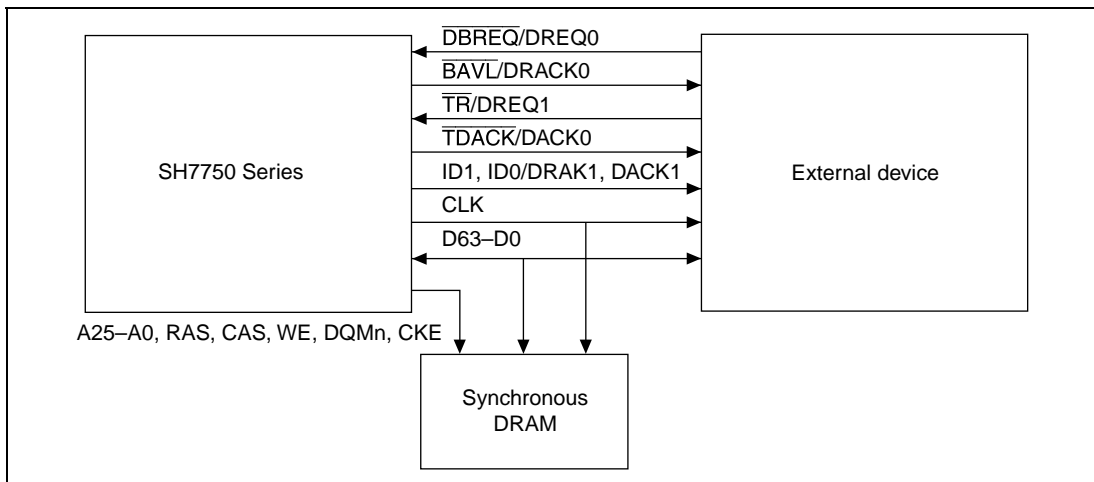 DBREQ/DREQ0
BAVL/DRACK0
TR/DREQ1
TDACK/DACK0
SH7750 Series
ID1, ID0/DRAK1, DACK1
External device
CLK
D63–D0
A25–A0, RAS, CAS, WE, DQMn, CKE
Synchronous
DRAM